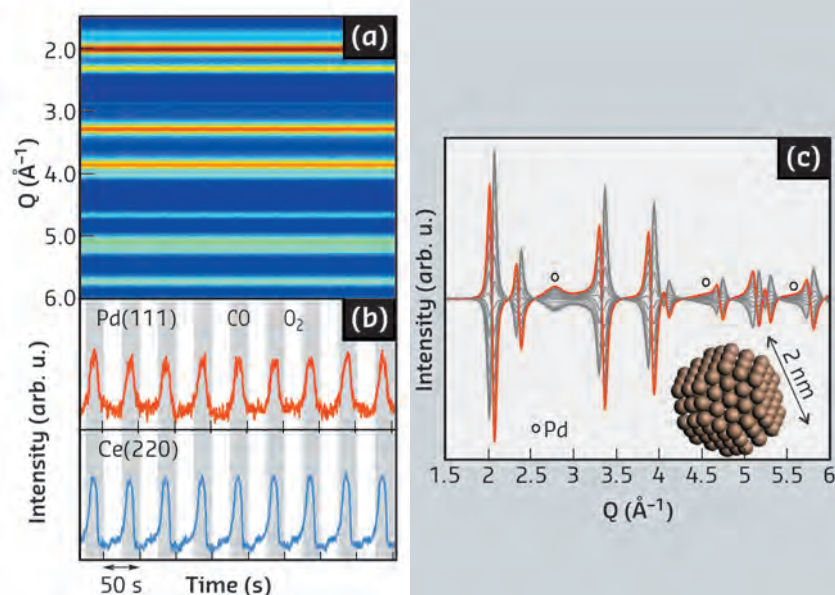 (a)
2.0
3.0
4.0
5.0
6.0
Q (Å⁻¹)
Pd(111) CO O₂ (b)
Ce(220)
Intensity (arb. u.)
50 s Time (s)
(c)
Intensity (arb. u.)
2 nm
Pd
1.5 2 2.5 3 3.5 4 4.5 5 5.5 6
Q (Å⁻¹)